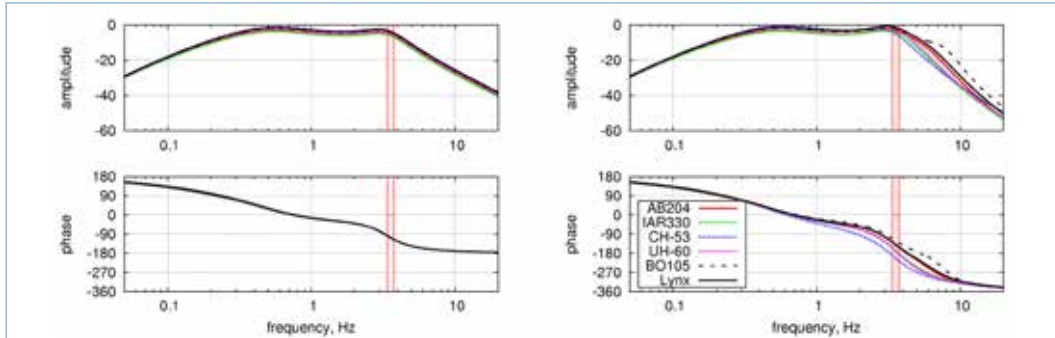 0
-20
-40
-60
amplitude
0.1 1 10
180
90
0
-90
-180
-270
-360
phase
0.1 1 10
frequency, Hz
0
-20
-40
-60
amplitude
0.1 1 10
180
90
0
-90
-180
-270
-360
phase
AB204
IAR330
CH-53
UH-60
BO105
Lynx
0.1 1 10
frequency, Hz